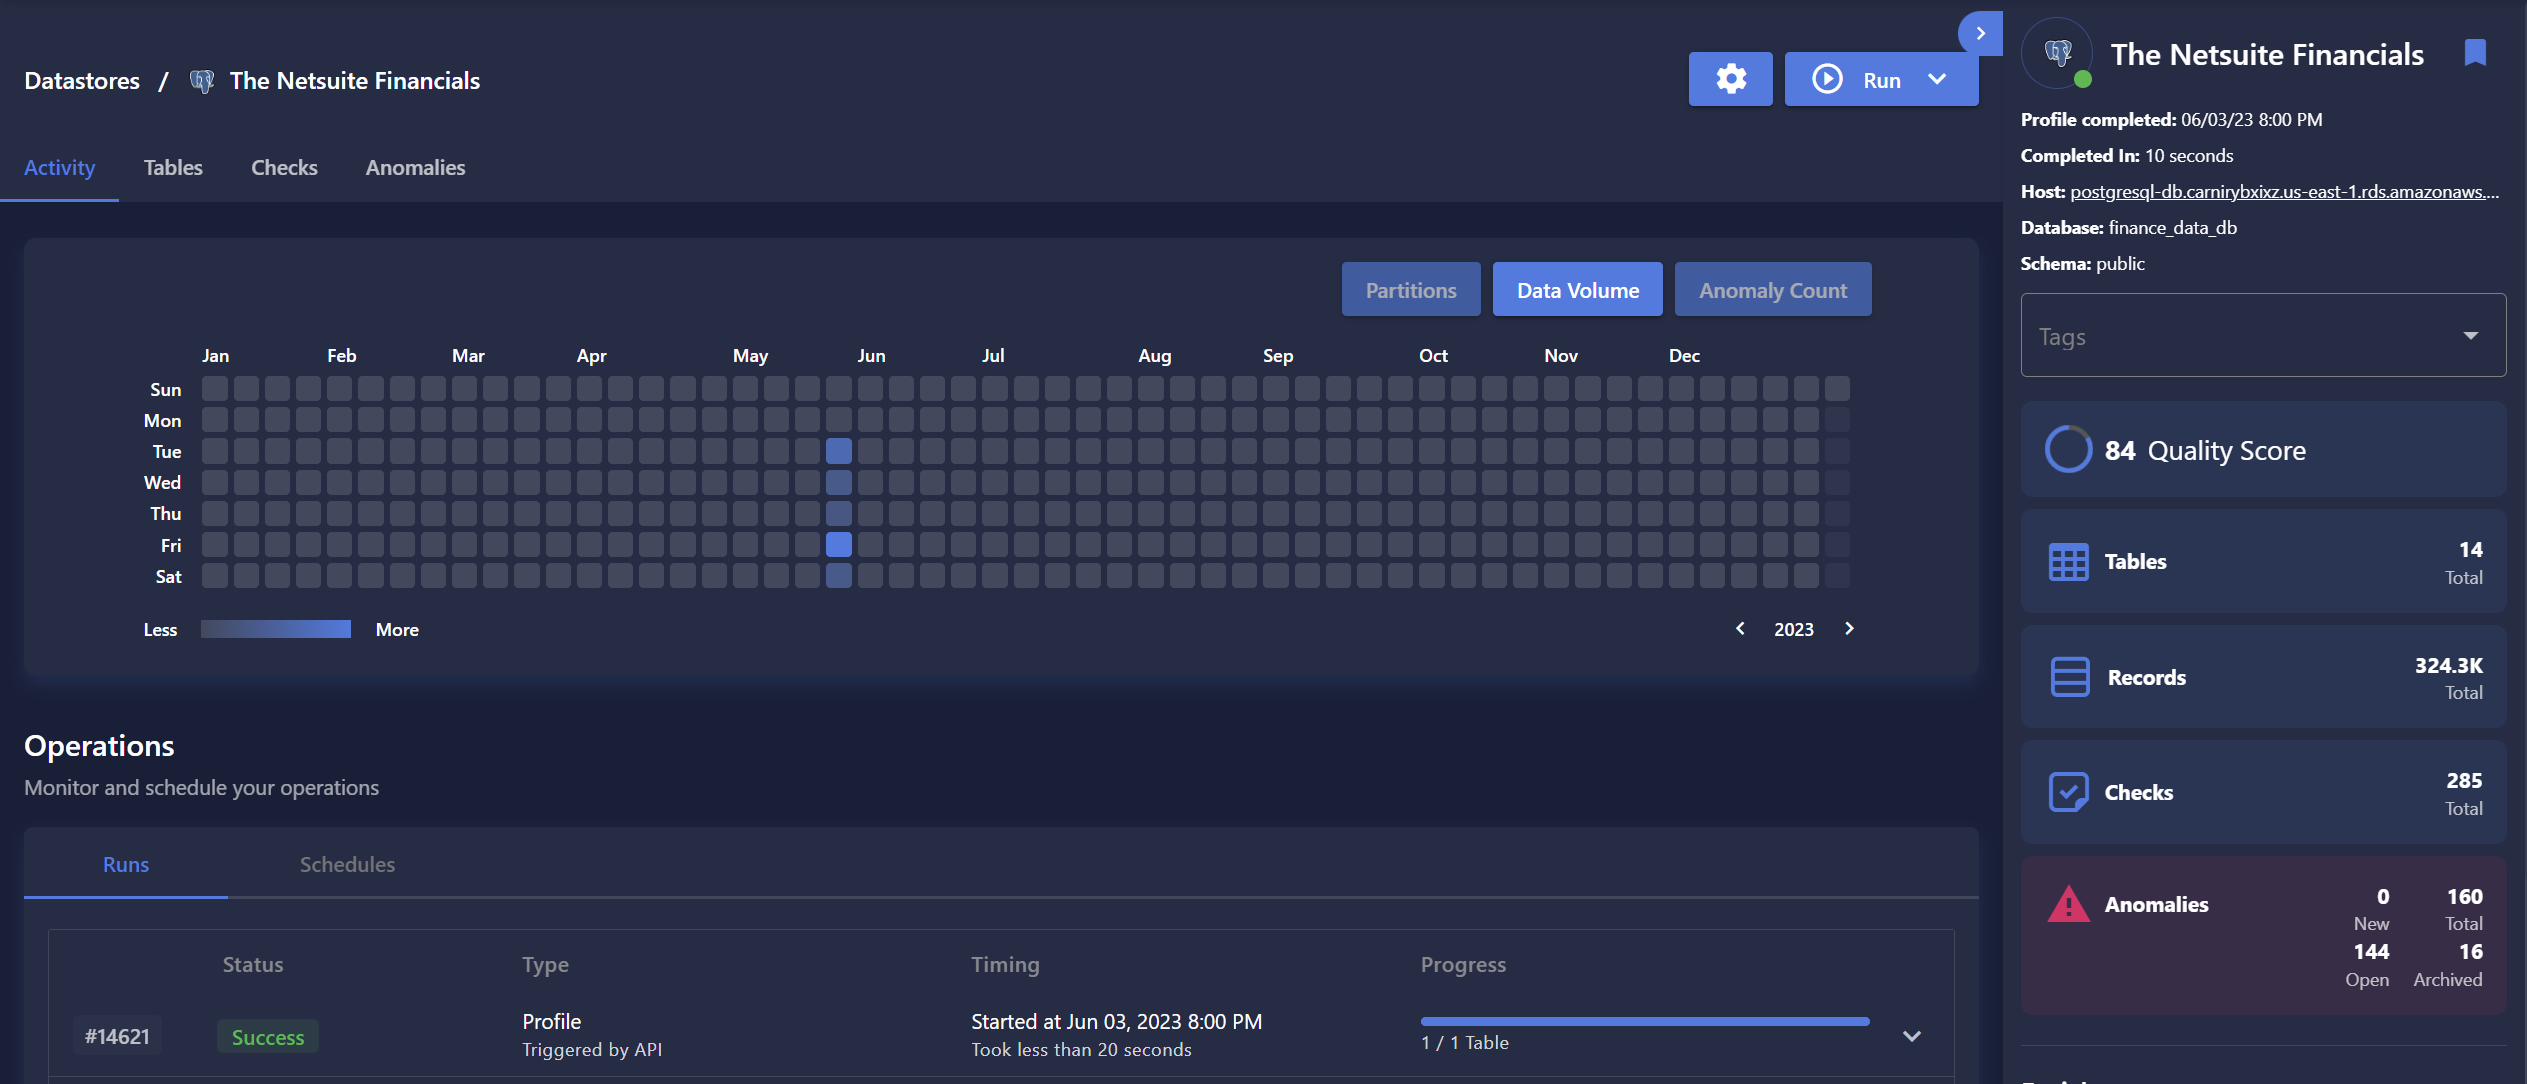 Datastores / The Netsuite Financials
Run
Activity Tables Checks Anomalies
Partitions Data Volume Anomaly Count
Jan Feb Mar Apr May Jun Jul Aug Sep Oct Nov Dec
Sun
Mon
Tue
Wed
Thu
Fri
Sat
Less More
2023
Operations
Monitor and schedule your operations
Runs Schedules
Status Type Timing Progress
#14621 Success
Profile
Triggered by API
Started at Jun 03, 2023 8:00 PM
Took less than 20 seconds
1 / 1 Table
The Netsuite Financials
Profile completed: 06/03/23 8:00 PM
Completed In: 10 seconds
Host: postgresql-db.carnirybxixz.us-east-1.rds.amazonaws....
Database: finance_data_db
Schema: public
Tags
84 Quality Score
Tables 14
Total
Records 324.3K
Total
Checks 285
Total
Anomalies 0 160
New Total
144 16
Open Archived